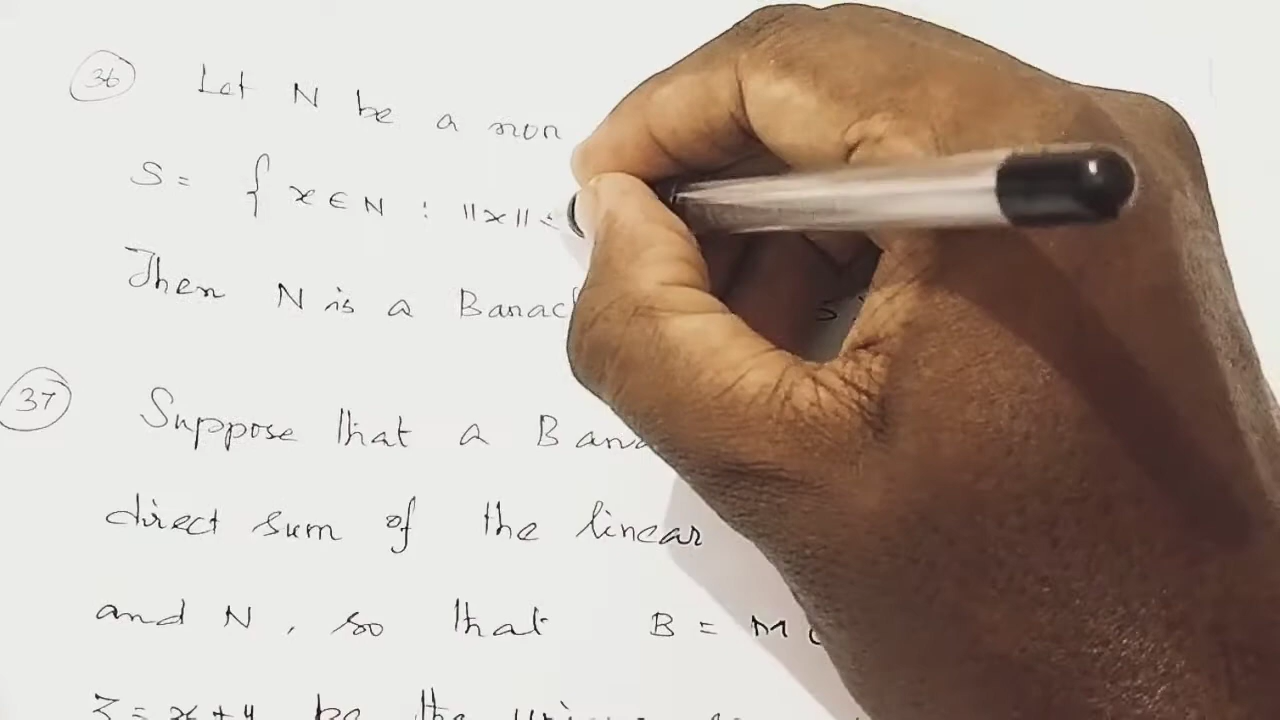 36 Let N be a non
S = { x ∈ N : ||x|| ≤
Then N is a Banac
37 Suppose that a Bana
direct sum of the linear
and N, so that B = M
z = x + y be the